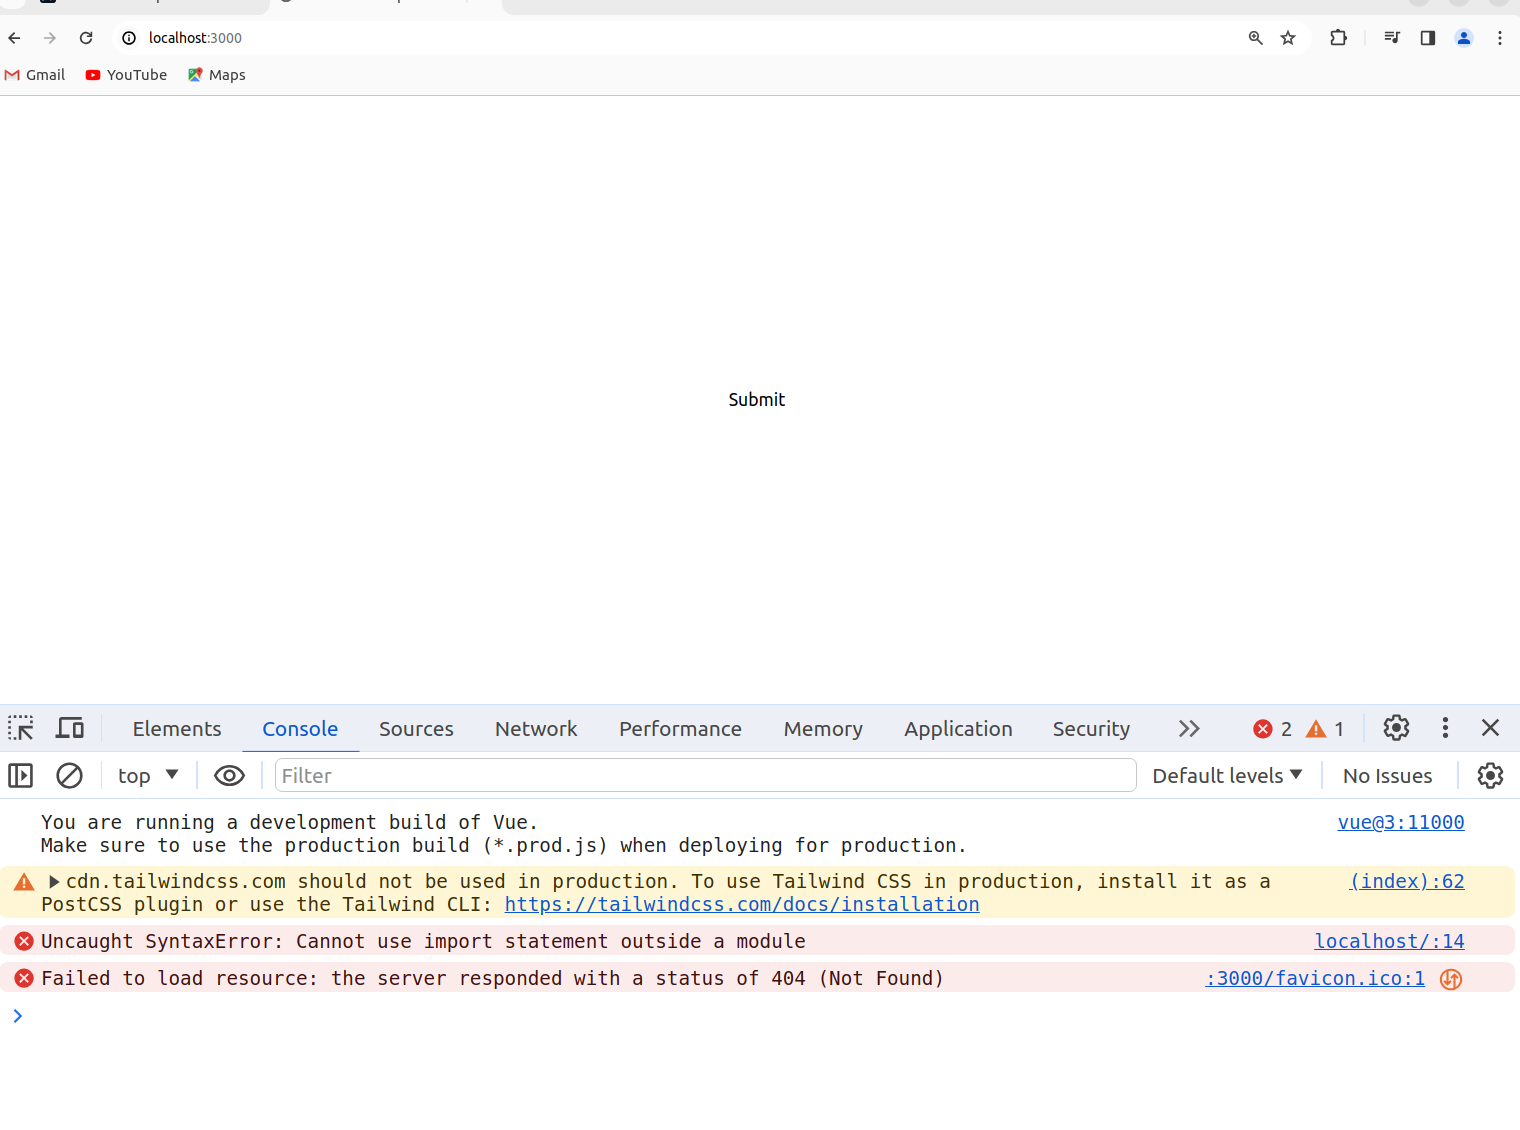 localhost:3000
Gmail YouTube Maps
Submit
Elements Console Sources Network Performance Memory Application Security 2 1
top Filter Default levels No Issues
You are running a development build of Vue. vue@3:11000
Make sure to use the production build (*.prod.js) when deploying for production.
cdn.tailwindcss.com should not be used in production. To use Tailwind CSS in production, install it as a (index):62
PostCSS plugin or use the Tailwind CLI: https://tailwindcss.com/docs/installation
Uncaught SyntaxError: Cannot use import statement outside a module localhost/:14
Failed to load resource: the server responded with a status of 404 (Not Found) :3000/favicon.ico:1